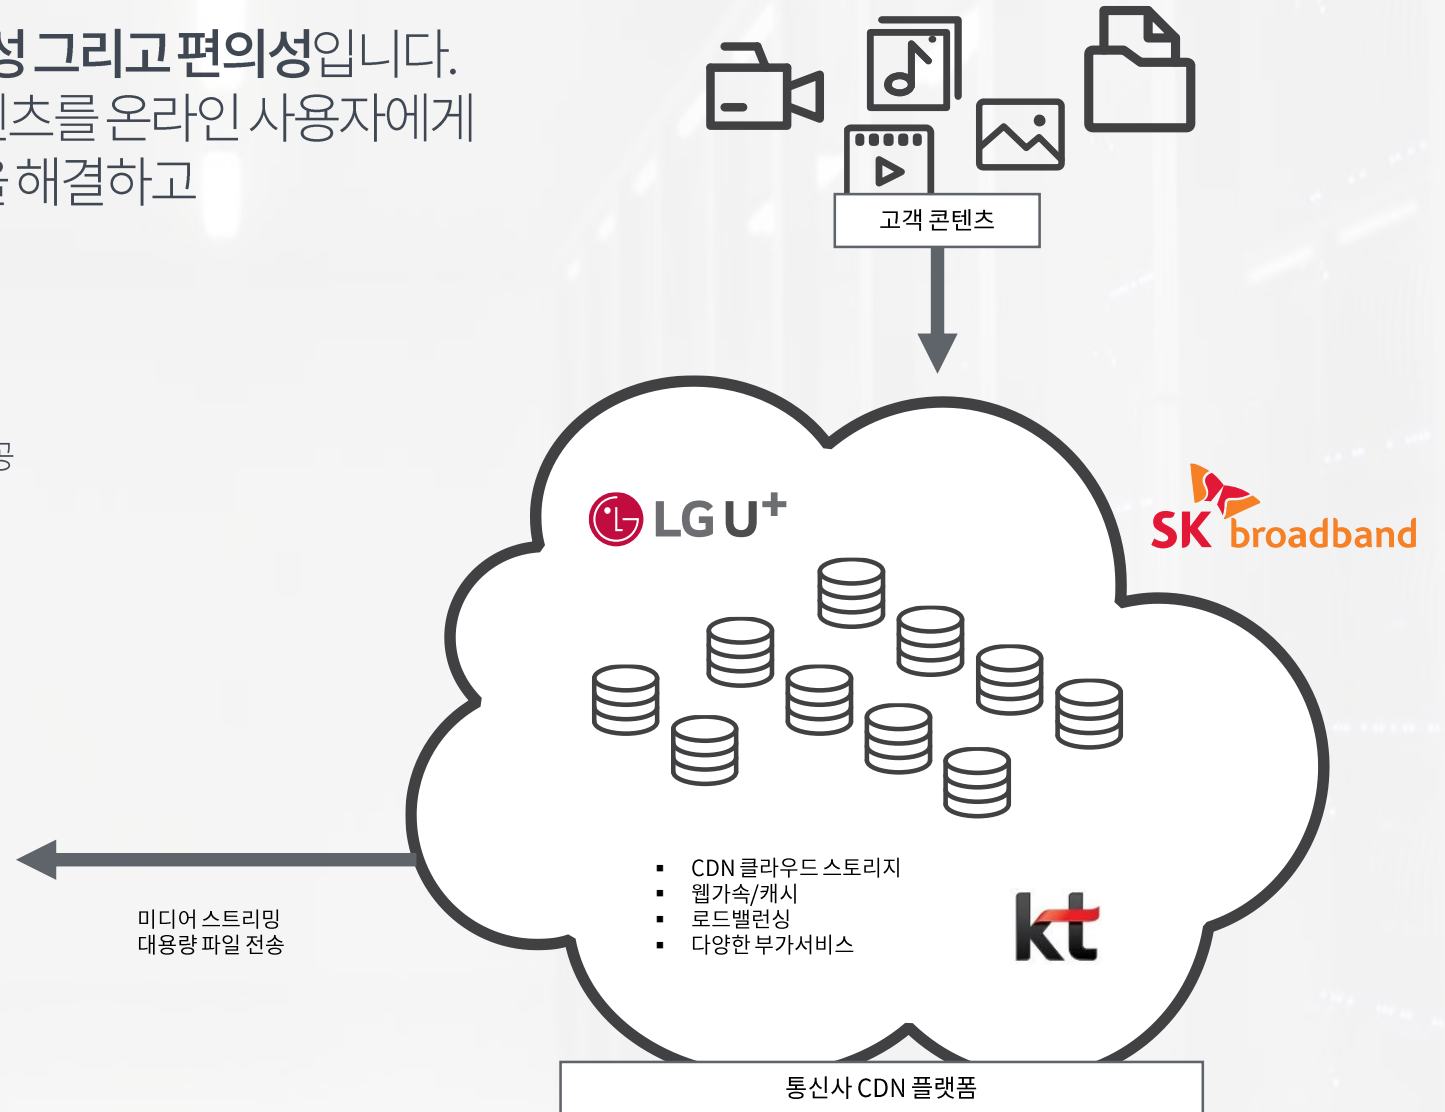 성 그리고 편의성입니다.
츠를 온라인 사용자에게
해결하고
고객 콘텐츠
공
LG U+
SK broadband
CDN 클라우드 스토리지
웹가속/캐시
로드밸런싱
다양한 부가서비스
kt
미디어 스트리밍
대용량 파일 전송
통신사 CDN 플랫폼